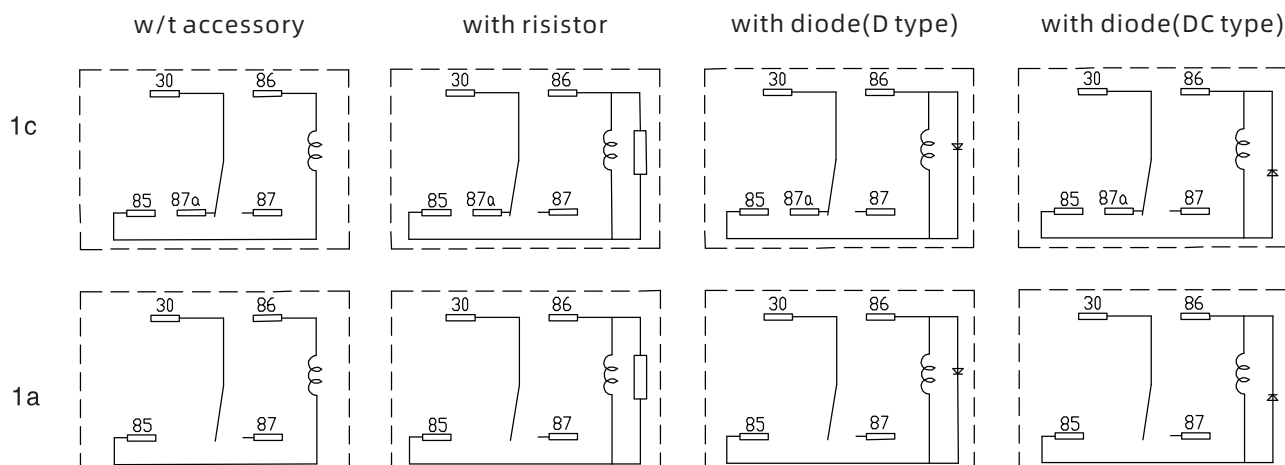 w/t accessory with risistor with diode(D type) with diode(DC type)
1c
30 86 30 86 30 86 30 86
85 87a 87 85 87a 87 85 87a 87 85 87a 87
30 86 30 86 30 86 30 86
1a
85 87 85 87 85 87 85 87